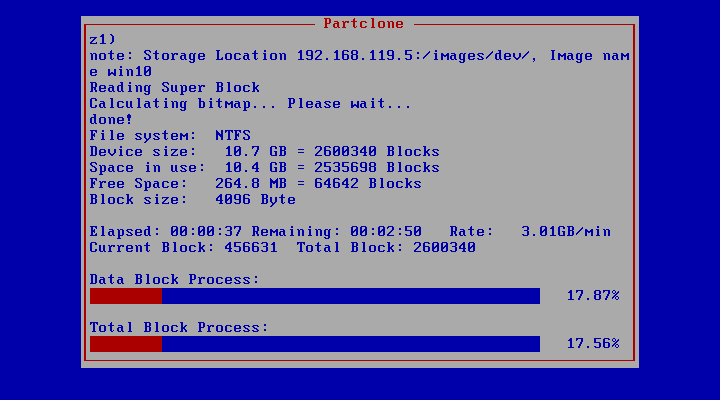 Partclone
z1)
note: Storage Location 192.168.119.5:/images/dev/, Image nam
e win10
Reading Super Block
Calculating bitmap... Please wait...
done!
File system:  NTFS
Device size:   10.7 GB = 2600340 Blocks
Space in use:  10.4 GB = 2535698 Blocks
Free Space:   264.8 MB = 64642 Blocks
Block size:   4096 Byte
Elapsed: 00:00:37 Remaining: 00:02:50   Rate:   3.01GB/min
Current Block: 456631  Total Block: 2600340
Data Block Process:
17.87%
Total Block Process:
17.56%